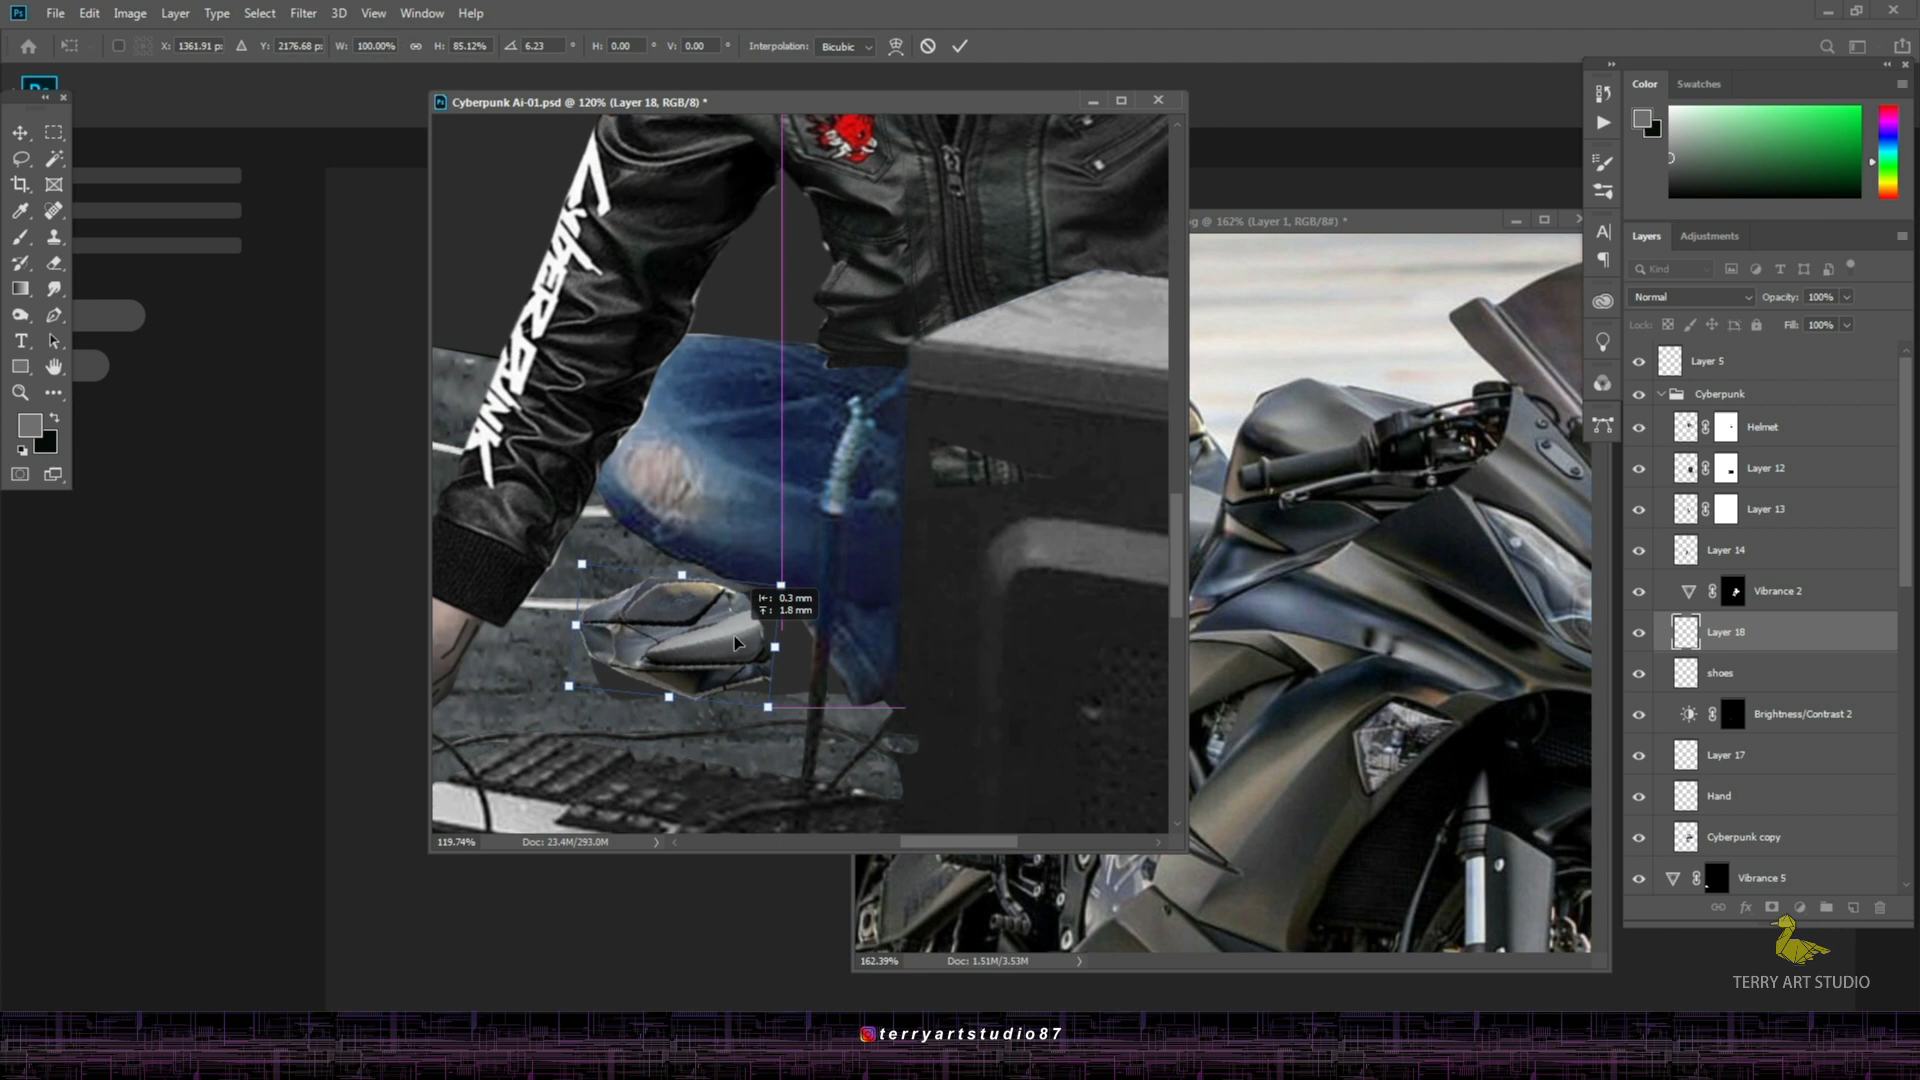 Ps File Edit Image Layer Type Select Filter 3D View Window Help
X: 1361.91 p: Y: 2176.68 p: W: 100.00% H: 85.12% 6.23 ° H: 0.00 ° V: 0.00 ° Interpolation: Bicubic
Ps
Cyberpunk Ai-01.psd @ 120% (Layer 18, RGB/8) *
@ 162% (Layer 1, RGB/8#) *
CYBERPUNK
0.3 mm
1.8 mm
119.74% Doc: 23.4M/293.0M
162.39% Doc: 1.51M/3.53M
Color Swatches
Layers Adjustments
Kind
Normal Opacity: 100%
Lock: Fill: 100%
Layer 5
Cyberpunk
Helmet
Layer 12
Layer 13
Layer 14
Vibrance 2
Layer 18
shoes
Brightness/Contrast 2
Layer 17
Hand
Cyberpunk copy
Vibrance 5
TERRY ART STUDIO
terryartstudio87